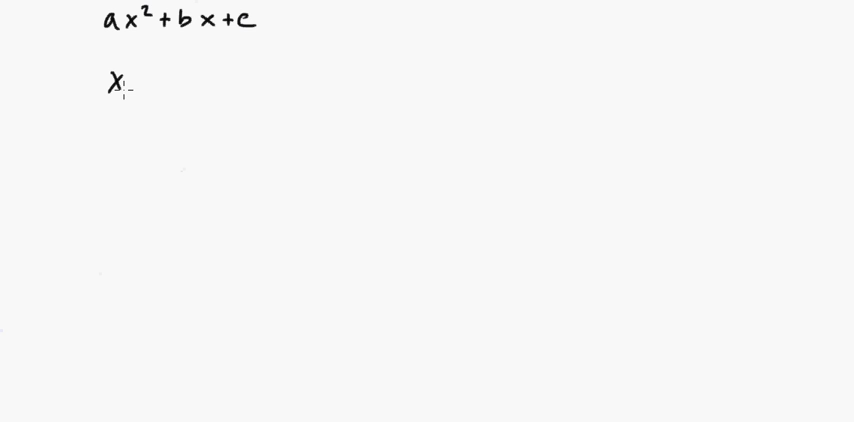 ax² + bx + c
x